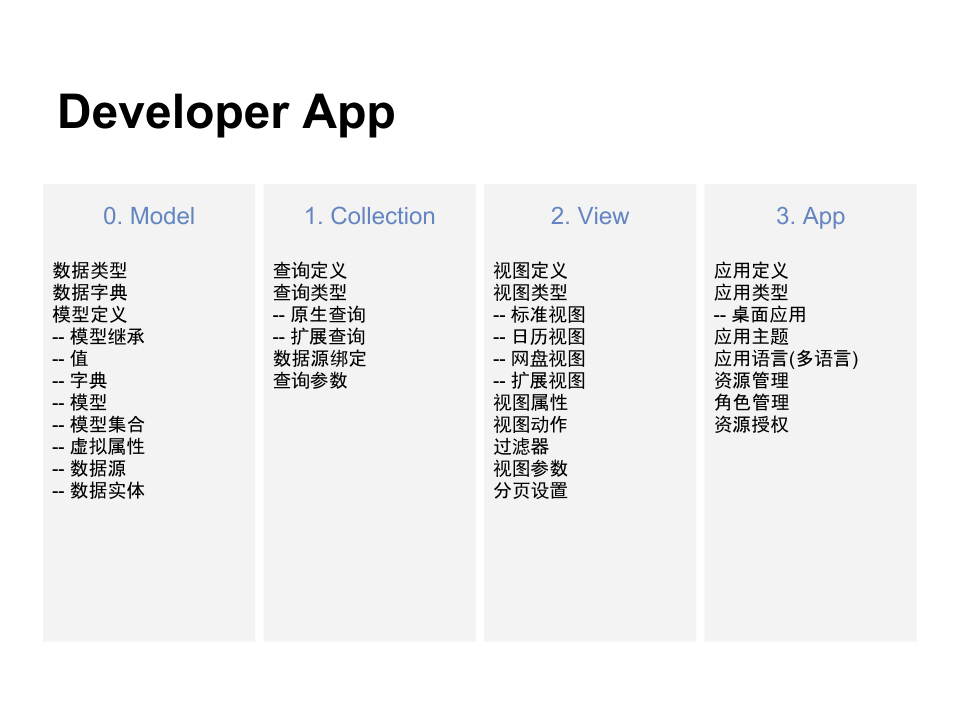 Developer App
0. Model
数据类型
数据字典
模型定义
-- 模型继承
-- 值
-- 字典
-- 模型
-- 模型集合
-- 虚拟属性
-- 数据源
-- 数据实体
1. Collection
查询定义
查询类型
-- 原生查询
-- 扩展查询
数据源绑定
查询参数
2. View
视图定义
视图类型
-- 标准视图
-- 日历视图
-- 网盘视图
-- 扩展视图
视图属性
视图动作
过滤器
视图参数
分页设置
3. App
应用定义
应用类型
-- 桌面应用
应用主题
应用语言(多语言)
资源管理
角色管理
资源授权